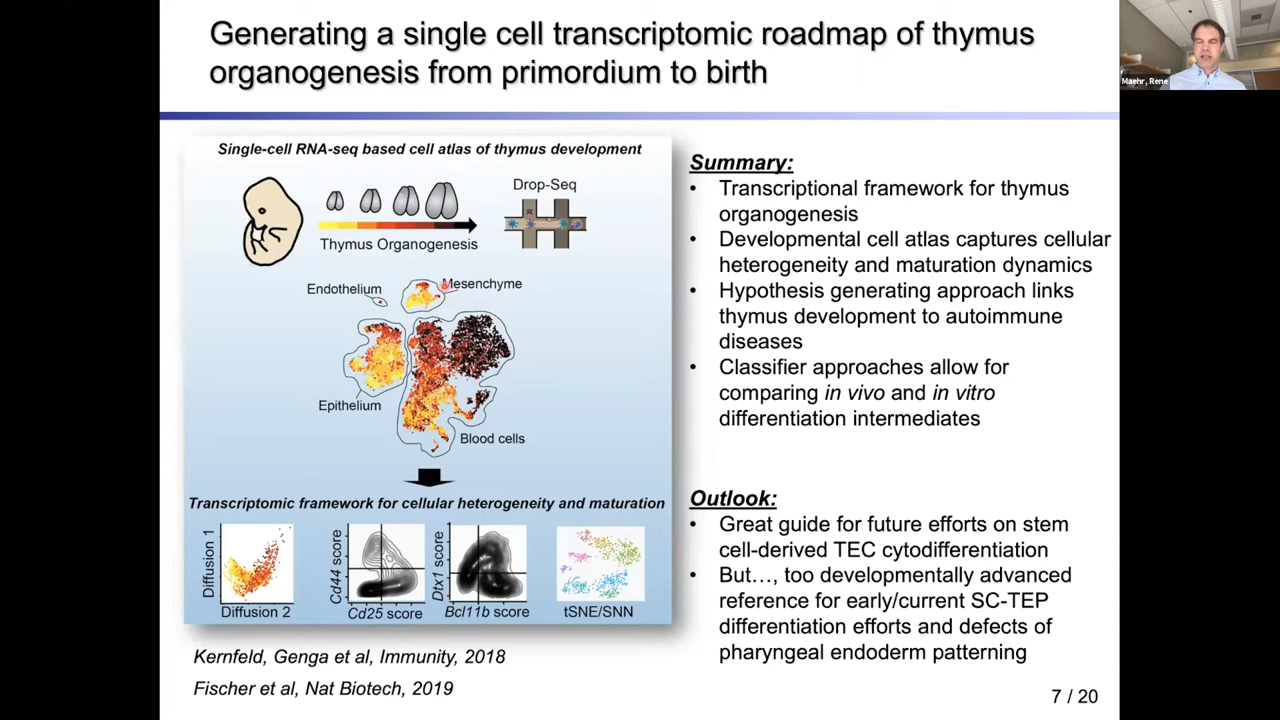 Generating a single cell transcriptomic roadmap of thymus
organogenesis from primordium to birth
Maehr, Rene
Single-cell RNA-seq based cell atlas of thymus development
Drop-Seq
Thymus Organogenesis
Endothelium
Mesenchyme
Epithelium
Blood cells
Transcriptomic framework for cellular heterogeneity and maturation
Diffusion 1
Diffusion 2
Cd44 score
Cd25 score
Dtx1 score
Bcl11b score
tSNE/SNN
Kernfeld, Genga et al, Immunity, 2018
Fischer et al, Nat Biotech, 2019
Summary:
• Transcriptional framework for thymus
organogenesis
• Developmental cell atlas captures cellular
heterogeneity and maturation dynamics
• Hypothesis generating approach links
thymus development to autoimmune
diseases
• Classifier approaches allow for
comparing in vivo and in vitro
differentiation intermediates
Outlook:
• Great guide for future efforts on stem
cell-derived TEC cytodifferentiation
• But…, too developmentally advanced
reference for early/current SC-TEP
differentiation efforts and defects of
pharyngeal endoderm patterning
7 / 20